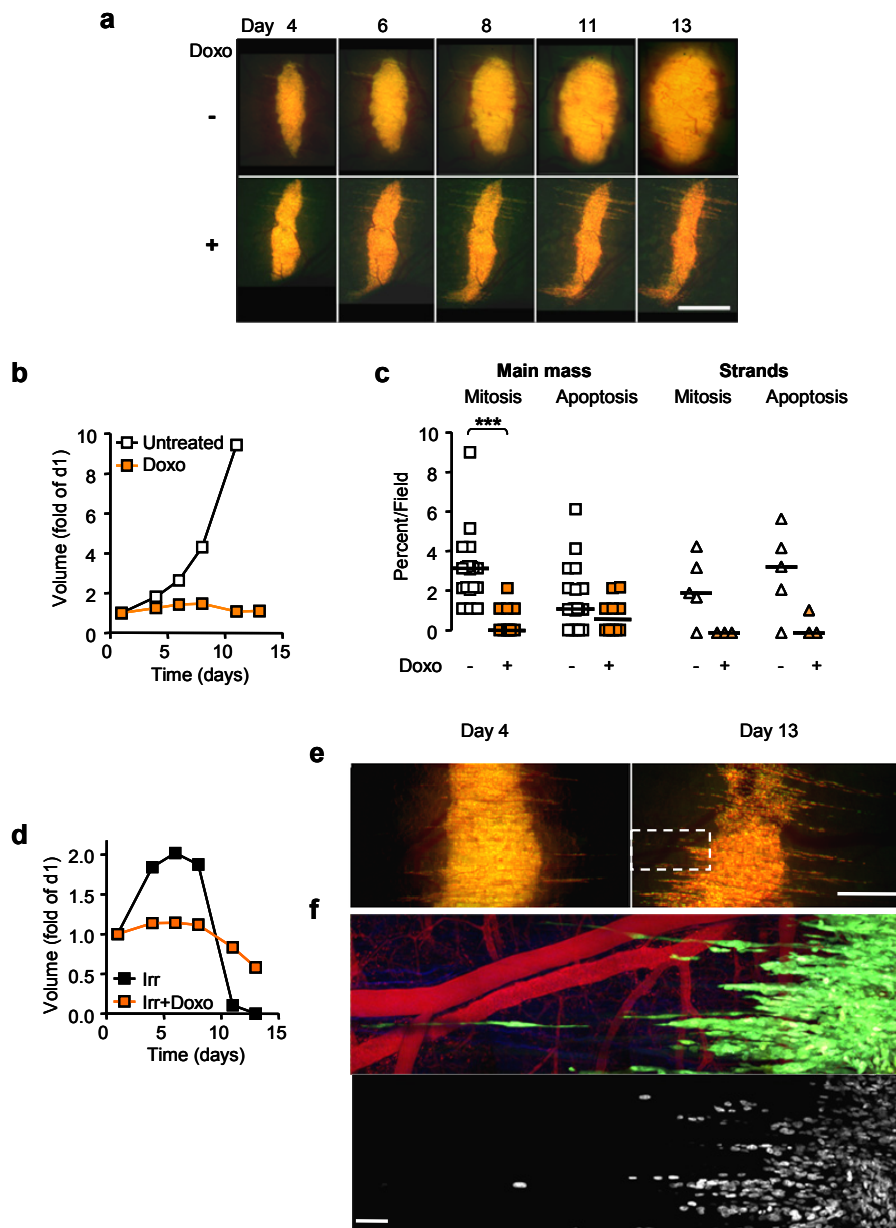 a
Day 4 6 8 11 13
Doxo
-
+
b
Volume (fold of d1)
10
8
6
4
2
0
Untreated
Doxo
0 5 10 15
Time (days)
c
Main mass Strands
Mitosis Apoptosis Mitosis Apoptosis
***
Percent/Field
10
8
6
4
2
0
Doxo - + - + - + - +
d
Volume (fold of d1)
2.0
1.5
1.0
0.5
0.0
Irr
Irr+Doxo
0 5 10 15
Time (days)
Day 4 Day 13
e
f